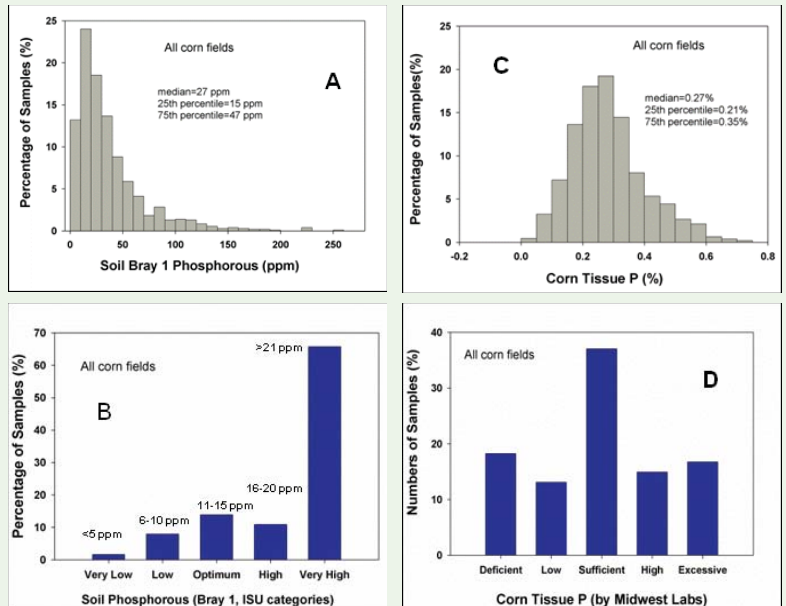 All corn fields
A
median=27 ppm
25th percentile=15 ppm
75th percentile=47 ppm
Percentage of Samples (%)
25
20
15
10
5
0
0 50 100 150 200 250
Soil Bray 1 Phosphorous (ppm)
All corn fields
C
median=0.27%
25th percentile=0.21%
75th percentile=0.35%
Percentage of Samples(%)
25
20
15
10
5
0
-0.2 0.0 0.2 0.4 0.6 0.8
Corn Tissue P (%)
>21 ppm
All corn fields
B
16-20 ppm
11-15 ppm
6-10 ppm
<5 ppm
Percentage of Samples (%)
70
60
50
40
30
20
10
0
Very Low Low Optimum High Very High
Soil Phosphorous (Bray 1, ISU categories)
All corn fields
D
Numbers of Samples (%)
40
30
20
10
0
Deficient Low Sufficient High Excessive
Corn Tissue P (by Midwest Labs)